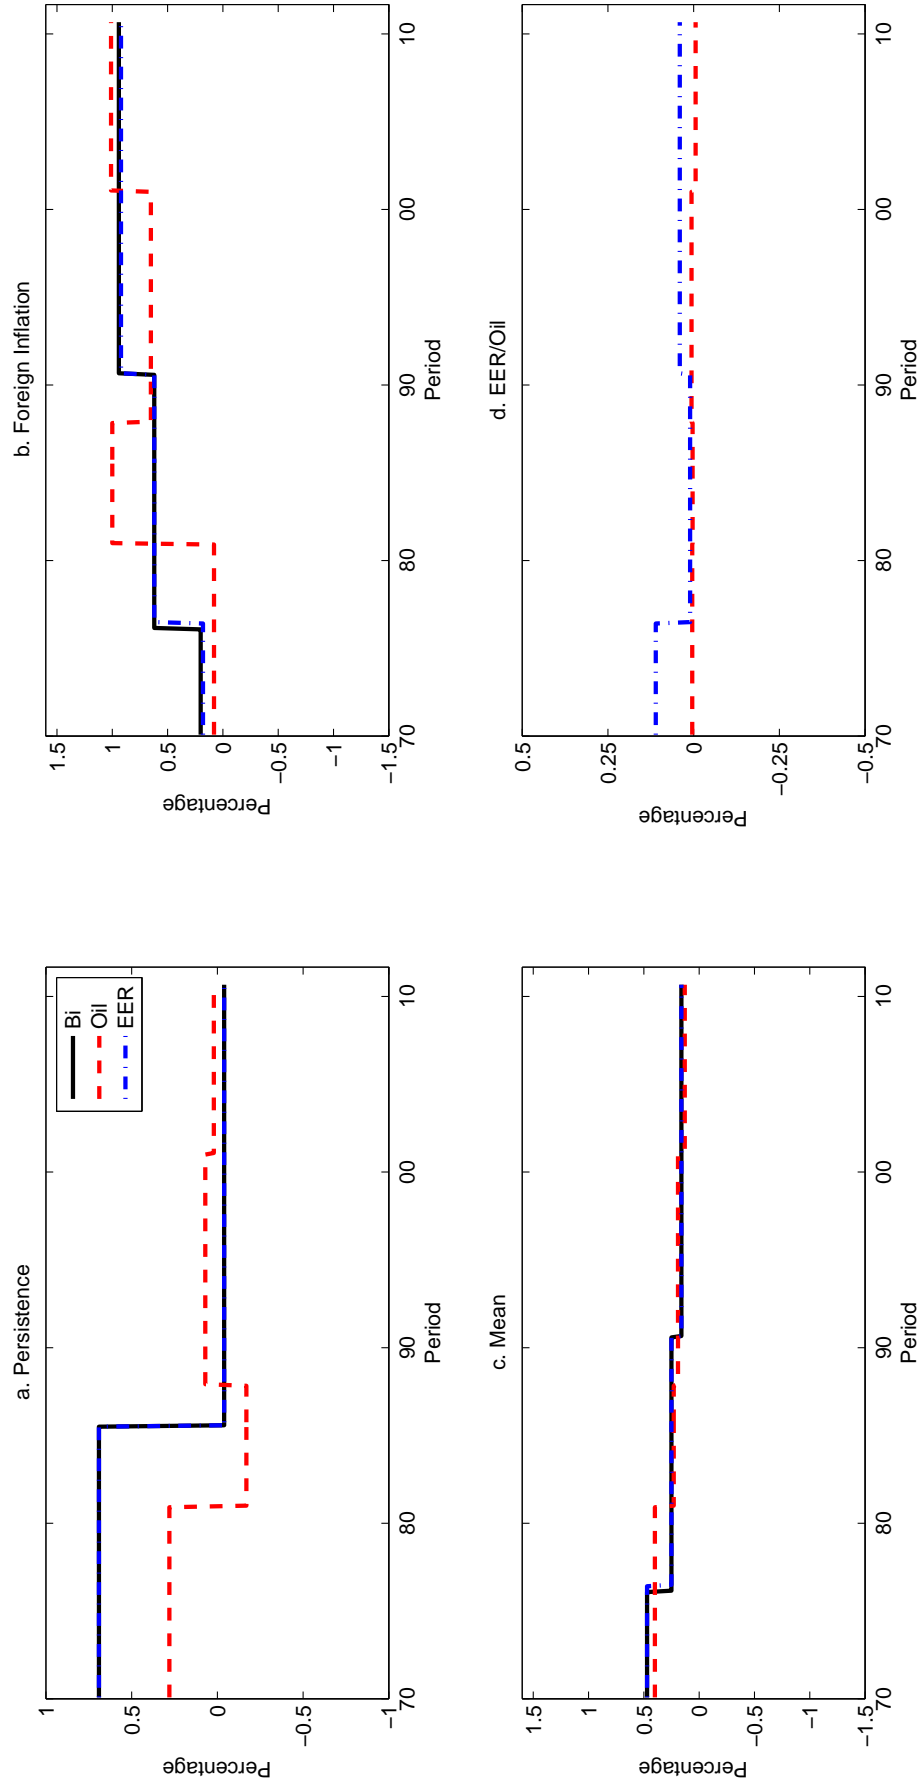 a. Persistence
1
0.5
0
−0.5
−1
Percentage
70
80
90
00
10
Period
Bi
Oil
EER
b. Foreign Inflation
1.5
1
0.5
0
−0.5
−1
−1.5
Percentage
70
80
90
00
10
Period
c. Mean
1.5
1
0.5
0
−0.5
−1
−1.5
Percentage
70
80
90
00
10
Period
d. EER/Oil
0.5
0.25
0
−0.25
−0.5
Percentage
70
80
90
00
10
Period